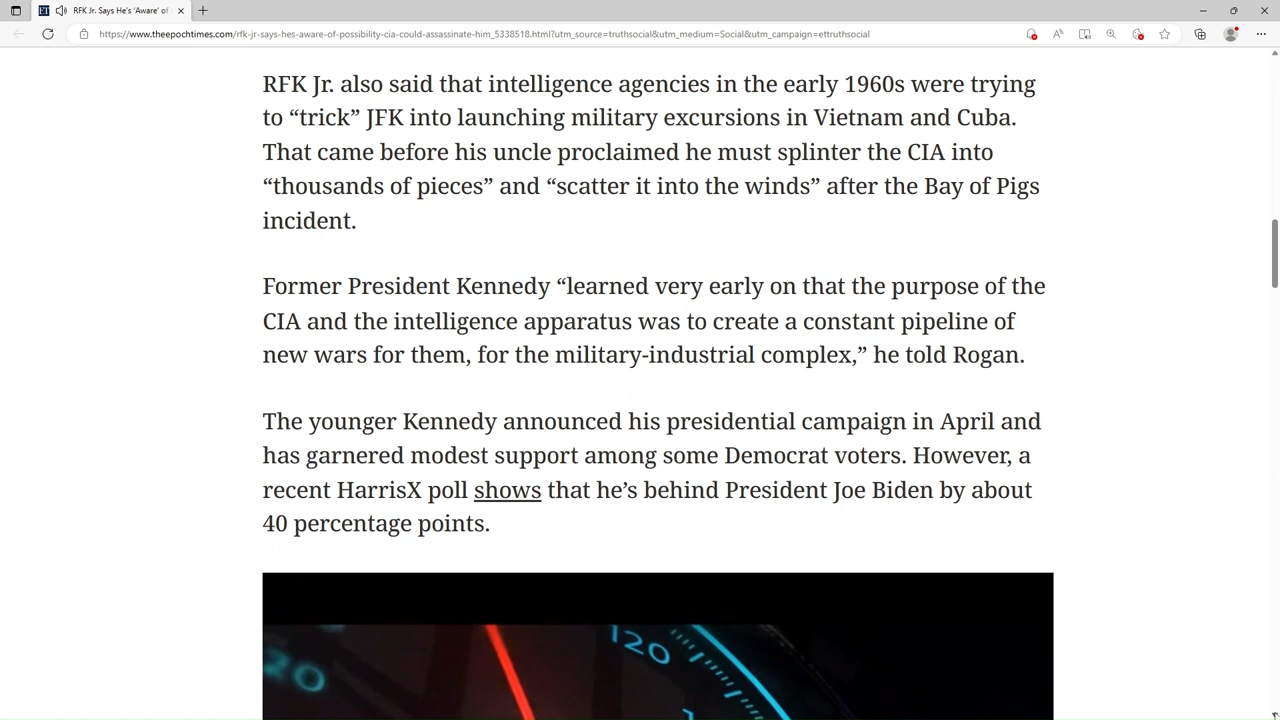 RFK Jr. Says He's 'Aware' of
https://www.theepochtimes.com/rfk-jr-says-hes-aware-of-possibility-cia-could-assassinate-him_5338518.html?utm_source=truthsocial&utm_medium=Social&utm_campaign=ettruthsocial
RFK Jr. also said that intelligence agencies in the early 1960s were trying
to “trick” JFK into launching military excursions in Vietnam and Cuba.
That came before his uncle proclaimed he must splinter the CIA into
“thousands of pieces” and “scatter it into the winds” after the Bay of Pigs
incident.
Former President Kennedy “learned very early on that the purpose of the
CIA and the intelligence apparatus was to create a constant pipeline of
new wars for them, for the military-industrial complex,” he told Rogan.
The younger Kennedy announced his presidential campaign in April and
has garnered modest support among some Democrat voters. However, a
recent HarrisX poll shows that he’s behind President Joe Biden by about
40 percentage points.
120
20